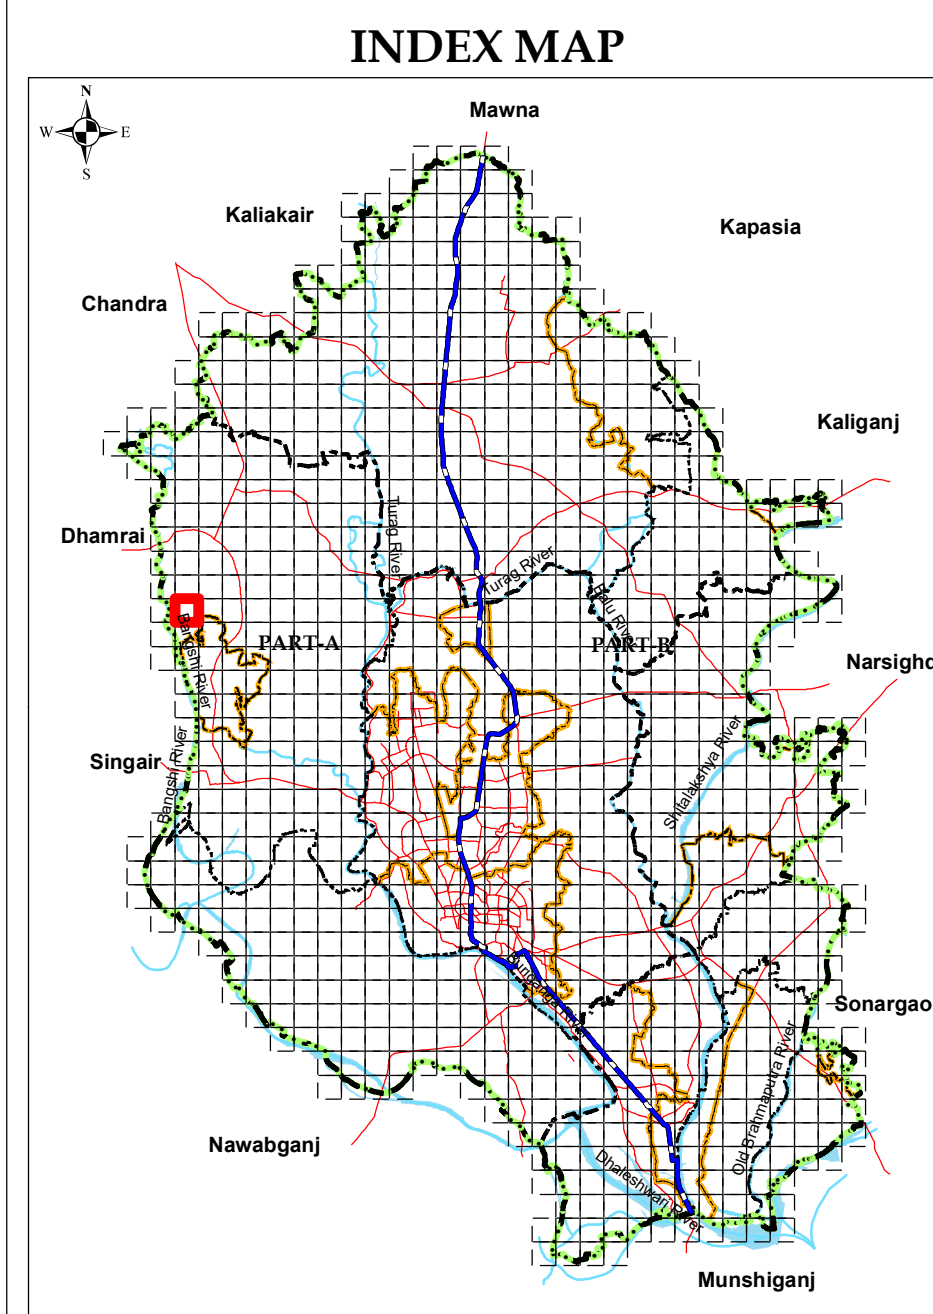 INDEX MAP
N
W E
S
Mawna
Kaliakair
Kapasia
Chandra
Kaliganj
Dhamrai
Turag River
Turag River
Balu River
Bangshi River
PART-A
PART-B
Narsighd
Singair
Bangshi River
Shitalakshya River
Buriganga River
Sonargao
Old Brahmaputra River
Nawabganj
Dhaleshwari River
Munshiganj